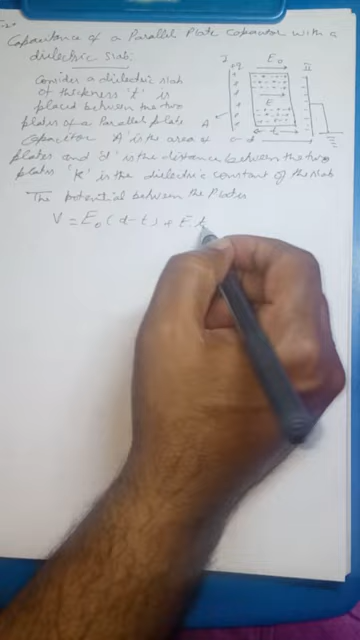 Capacitance of a Parallel Plate Capacitor with a
dielectric slab:
Consider a dielectric slab
of thickness 't' is
placed between the two
plates of a Parallel plate
Capacitor 'A' is the area of
plates and 'd' is the distance between the two
plates 'K' is the dielectric constant of the slab
The potential between the Plates
V = E₀(d-t) + E.t
I
+q
E₀
II
E
A
t
d